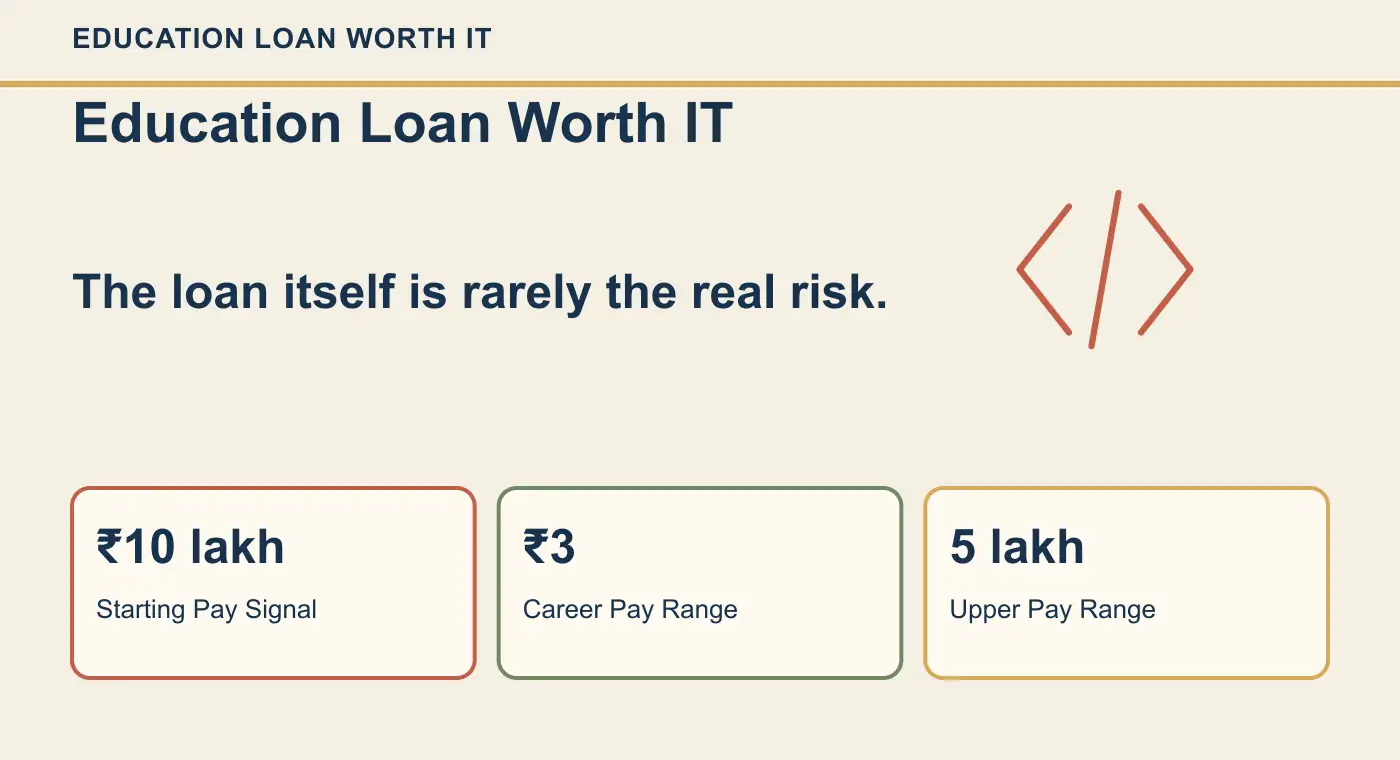 EDUCATION LOAN WORTH IT
Education Loan Worth IT
The loan itself is rarely the real risk.
₹10 lakh
Starting Pay Signal
₹3
Career Pay Range
5 lakh
Upper Pay Range